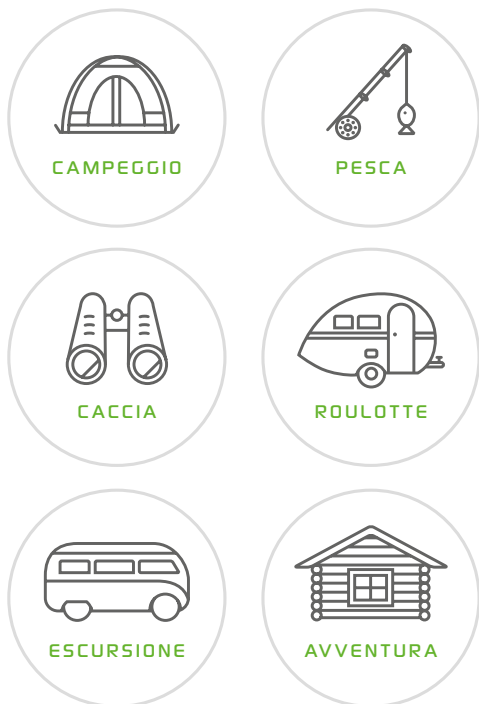 CAMPEGGIO
PESCA
CACCIA
ROULOTTE
ESCURSIONE
AVVENTURA